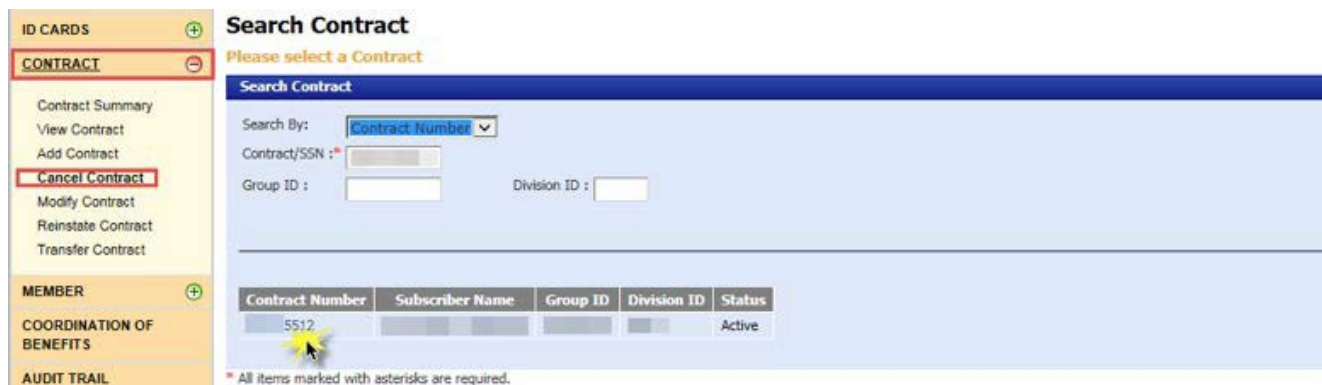 ID CARDS
CONTRACT
Contract Summary
View Contract
Add Contract
Cancel Contract
Modify Contract
Reinstate Contract
Transfer Contract
MEMBER
COORDINATION OF
BENEFITS
AUDIT TRAIL
Search Contract
Please select a Contract
Search Contract
Search By: Contract Number
Contract/SSN :*
Group ID : Division ID :
Contract Number Subscriber Name Group ID Division ID Status
5512 Active
* All items marked with asterisks are required.